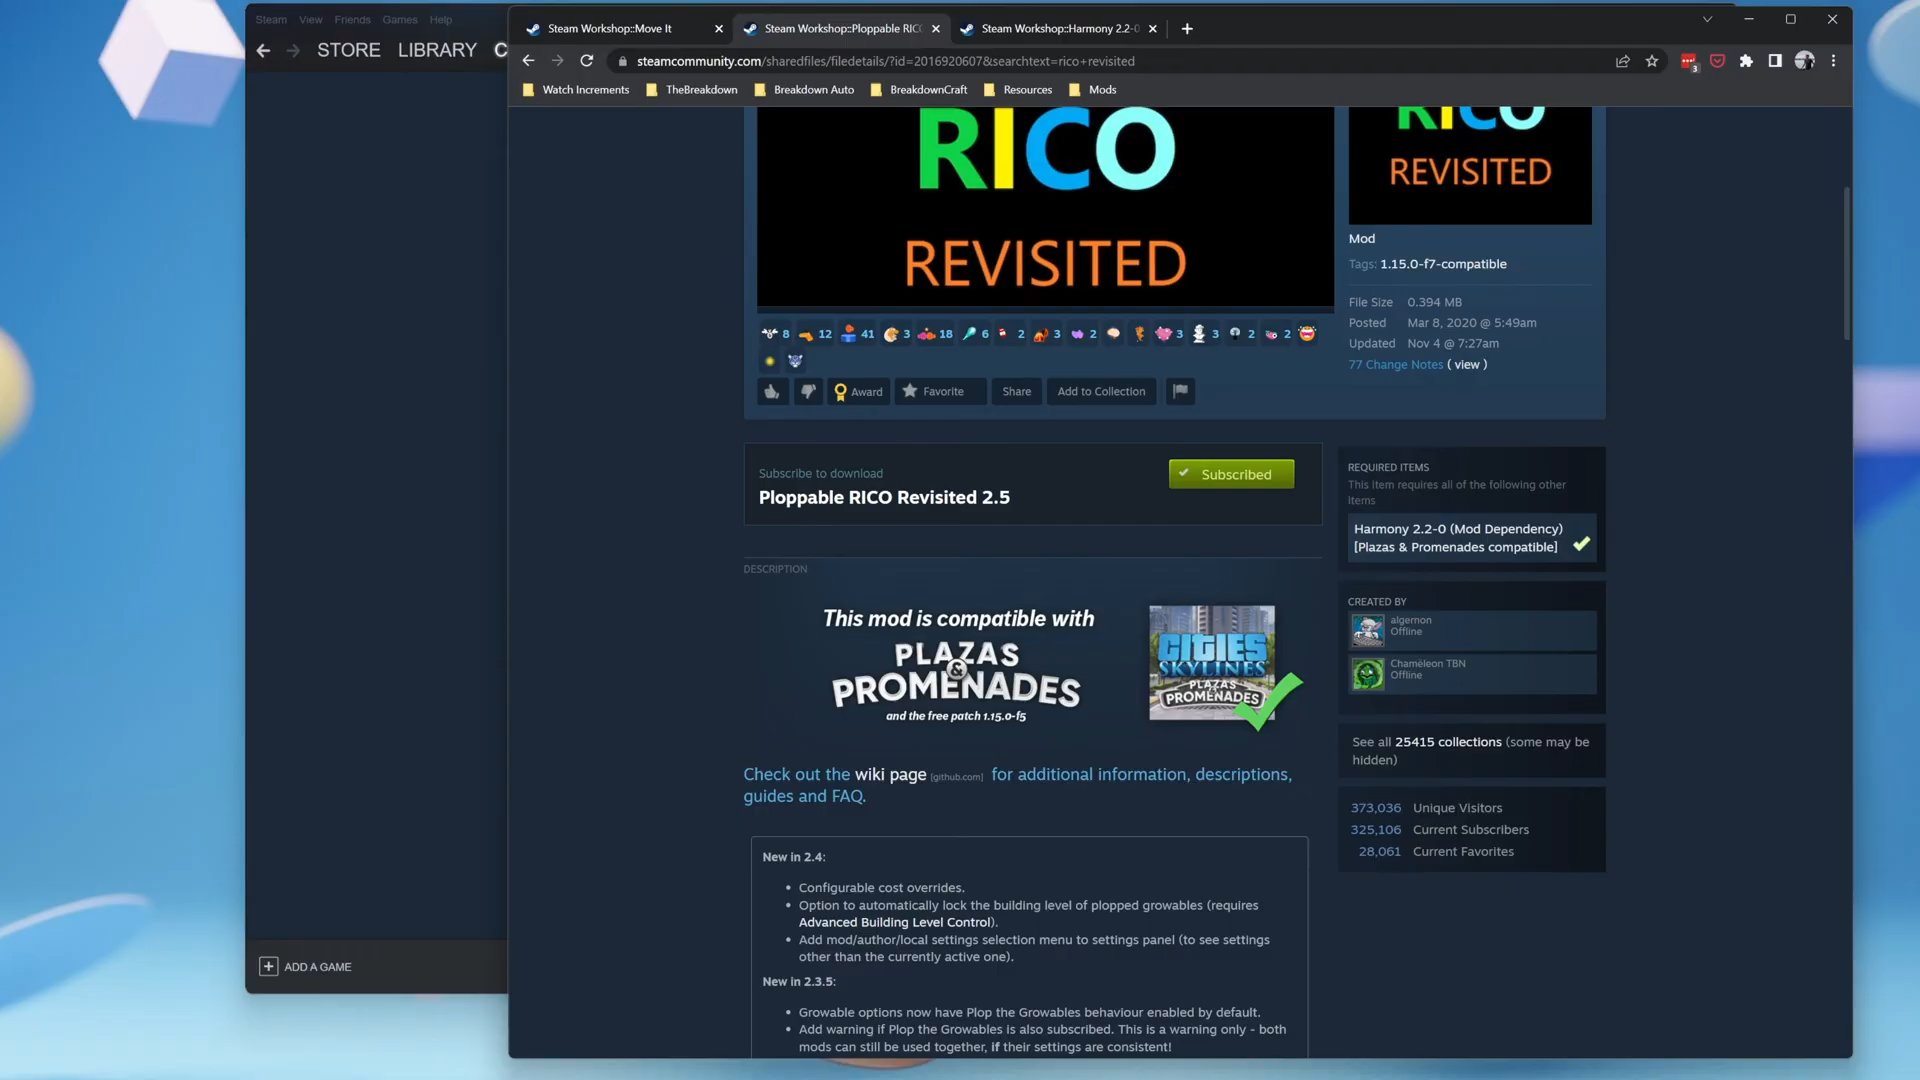 Steam View Friends Games Help
STORE LIBRARY C
Steam Workshop::Move It
Steam Workshop::Ploppable RICO
Steam Workshop::Harmony 2.2-0
steamcommunity.com/sharedfiles/filedetails/?id=2016920607&searchtext=rico+revisited
3
Watch Increments TheBreakdown Breakdown Auto BreakdownCraft Resources Mods
RICO
REVISITED
RICO
REVISITED
8 12 41 3 18 6 2 3 2 3 3 2 2
Award Favorite Share Add to Collection
Mod
Tags: 1.15.0-f7-compatible
File Size 0.394 MB
Posted Mar 8, 2020 @ 5:49am
Updated Nov 4 @ 7:27am
77 Change Notes ( view )
Subscribe to download
Ploppable RICO Revisited 2.5
Subscribed
REQUIRED ITEMS
This item requires all of the following other
items
Harmony 2.2-0 (Mod Dependency)
[Plazas & Promenades compatible]
CREATED BY
algernon
Offline
Chaméleon TBN
Offline
See all 25415 collections (some may be
hidden)
373,036 Unique Visitors
325,106 Current Subscribers
28,061 Current Favorites
DESCRIPTION
This mod is compatible with
PLAZAS
&
PROMENADES
and the free patch 1.15.0-f5
CITIES
SKYLINES
PLAZAS
PROMENADES
Check out the wiki page [github.com] for additional information, descriptions,
guides and FAQ.
New in 2.4:
• Configurable cost overrides.
• Option to automatically lock the building level of plopped growables (requires
Advanced Building Level Control).
• Add mod/author/local settings selection menu to settings panel (to see settings
other than the currently active one).
New in 2.3.5:
• Growable options now have Plop the Growables behaviour enabled by default.
• Add warning if Plop the Growables is also subscribed. This is a warning only - both
mods can still be used together, if their settings are consistent!
ADD A GAME